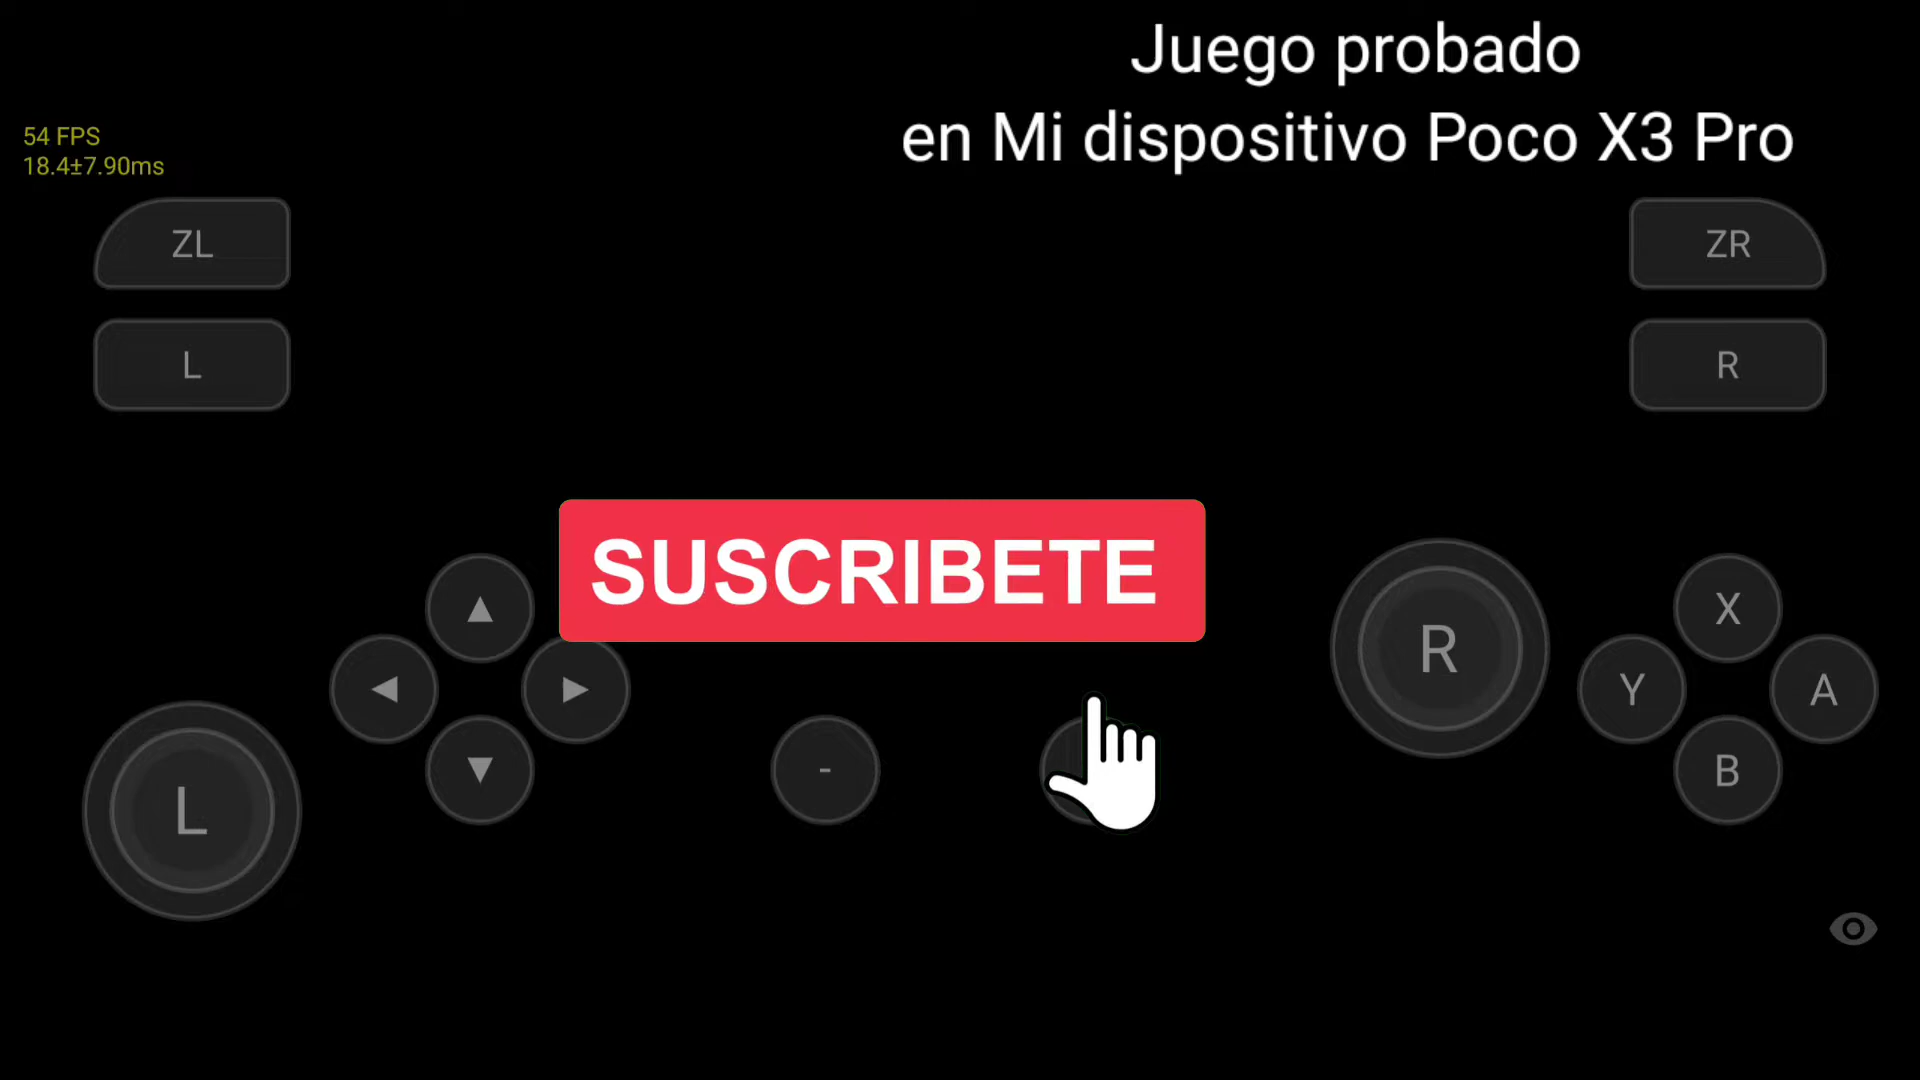 Juego probado
en Mi dispositivo Poco X3 Pro
54 FPS
18.4±7.90ms
ZL
ZR
L
R
SUSCRIBETE
R
X
Y
A
-
B
L